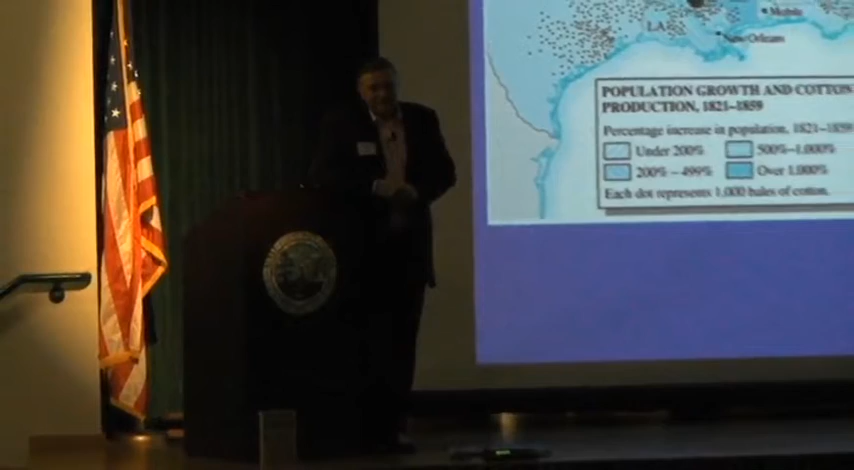 Mobile
LA
New Orleans
POPULATION GROWTH AND COTTON
PRODUCTION, 1821–1859
Percentage increase in population, 1821–1859
Under 200%
500%–1,000%
200% – 499%
Over 1,000%
Each dot represents 1,000 bales of cotton.